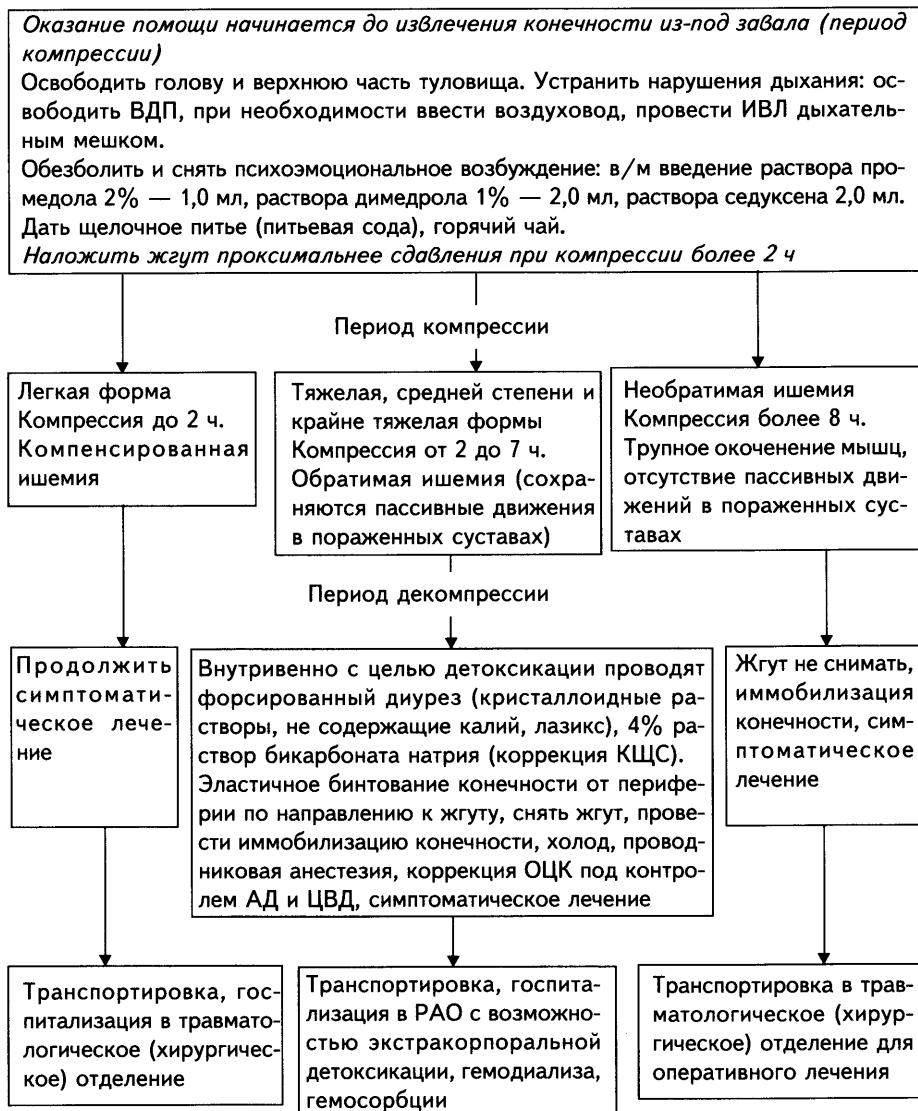 Оказание помощи начинается до извлечения конечности из-под завала (период
компрессии)
Освободить голову и верхнюю часть туловища. Устранить нарушения дыхания: ос-
вободить ВДП, при необходимости ввести воздуховод, провести ИВЛ дыхатель-
ным мешком.
Обезболить и снять психоэмоциональное возбуждение: в/м введение раствора про-
медола 2% — 1,0 мл, раствора димедрола 1% — 2,0 мл, раствора седуксена 2,0 мл.
Дать щелочное питье (питьевая сода), горячий чай.
Наложить жгут проксимальнее сдавления при компрессии более 2 ч
Период компрессии
Легкая форма
Компрессия до 2 ч.
Компенсированная
ишемия
Тяжелая, средней степени и
крайне тяжелая формы
Компрессия от 2 до 7 ч.
Обратимая ишемия (сохра-
няются пассивные движения
в пораженных суставах)
Необратимая ишемия
Компрессия более 8 ч.
Трупное окоченение мышц,
отсутствие пассивных дви-
жений в пораженных сус-
тавах
Период декомпрессии
Продолжить
симптомати-
ческое лече-
ние
Внутривенно с целью детоксикации проводят
форсированный диурез (кристаллоидные ра-
створы, не содержащие калий, лазикс), 4% ра-
створ бикарбоната натрия (коррекция КЩС).
Эластичное бинтование конечности от перифе-
рии по направлению к жгуту, снять жгут, прове-
сти иммобилизацию конечности, холод, провод-
никовая анестезия, коррекция ОЦК под контро-
лем АД и ЦВД, симптоматическое лечение
Жгут не снимать,
иммобилизация
конечности, сим-
птоматическое
лечение
Транспортировка, гос-
питализация в травмато-
логическое (хирургичес-
кое) отделение
Транспортировка, госпита-
лизация в РАО с возможно-
стью экстракорпоральной
детоксикации, гемодиализа,
гемосорбции
Транспортировка в трав-
матологическое (хирур-
гическое) отделение для
оперативного лечения